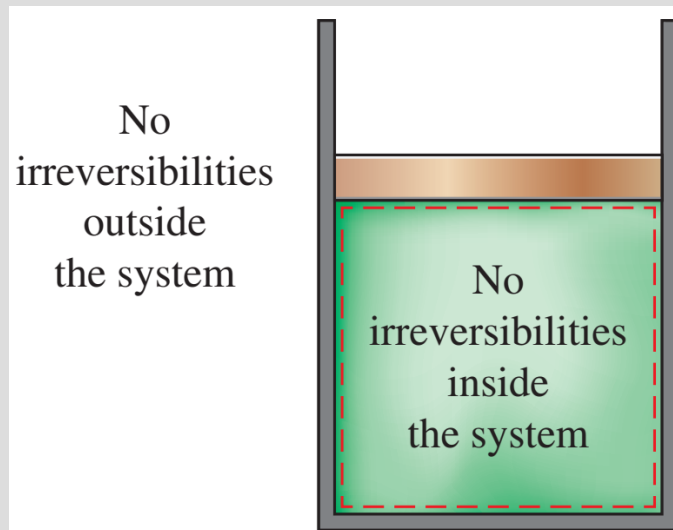 No
irreversibilities
outside
the system
No
irreversibilities
inside
the system